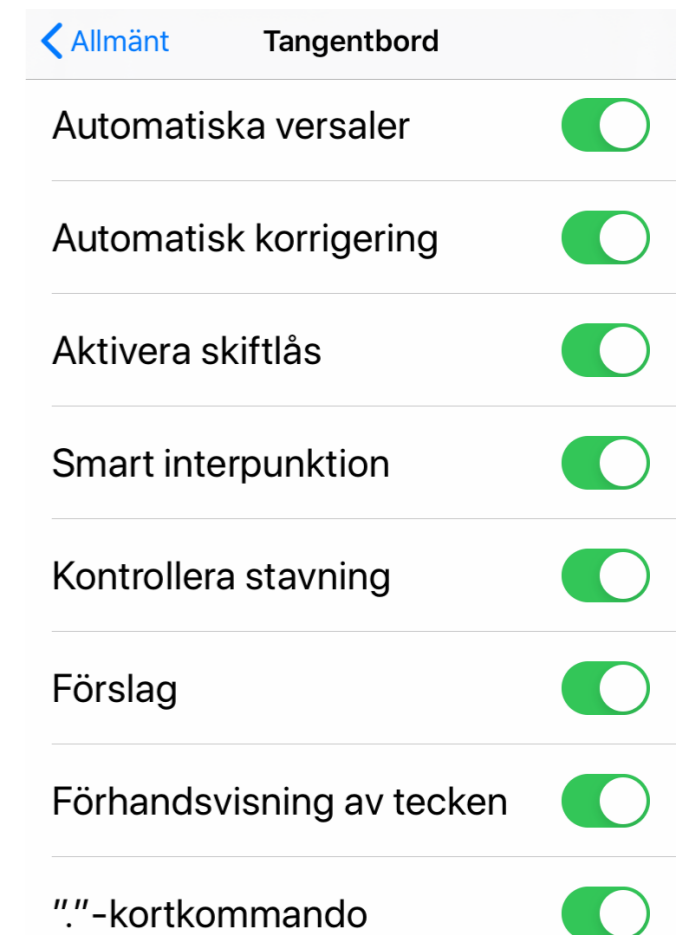 Allmänt Tangentbord
Automatiska versaler
Automatisk korrigering
Aktivera skiftlås
Smart interpunktion
Kontrollera stavning
Förslag
Förhandsvisning av tecken
"."-kortkommando